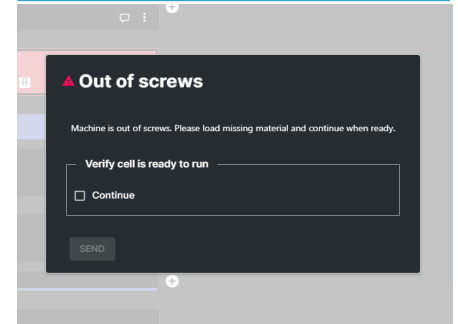 R
Out of screws
Machine is out of screws. Please load missing material and continue when ready.
Verify cell is ready to run
Continue
SEND